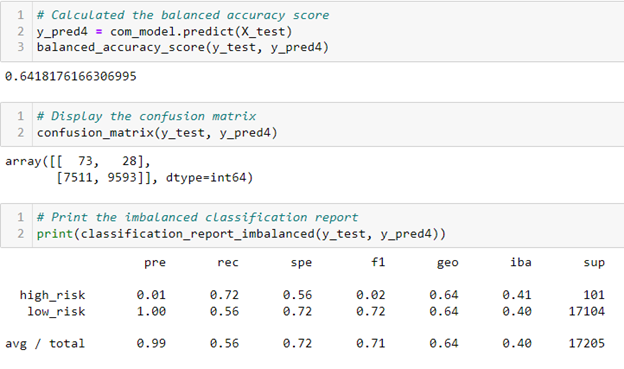 1 # Calculated the balanced accuracy score
2 y_pred4 = com_model.predict(X_test)
3 balanced_accuracy_score(y_test, y_pred4)
0.6418176166306995
1 # Display the confusion matrix
2 confusion_matrix(y_test, y_pred4)
array([[  73,   28],
       [7511, 9593]], dtype=int64)
1 # Print the imbalanced classification report
2 print(classification_report_imbalanced(y_test, y_pred4))
pre rec spe f1 geo iba sup
high_risk 0.01 0.72 0.56 0.02 0.64 0.41 101
low_risk 1.00 0.56 0.72 0.72 0.64 0.40 17104
avg / total 0.99 0.56 0.72 0.71 0.64 0.40 17205